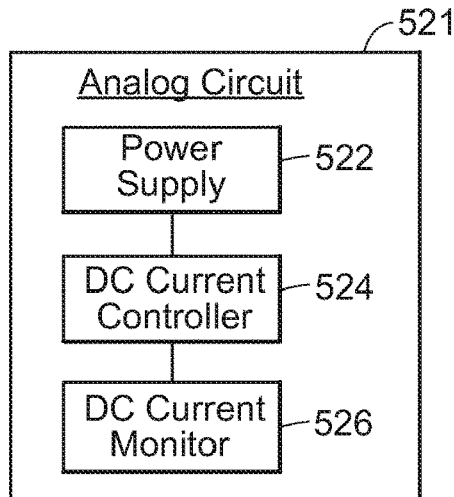 521
Analog Circuit
Power
Supply
522
DC Current
Controller
524
DC Current
Monitor
526